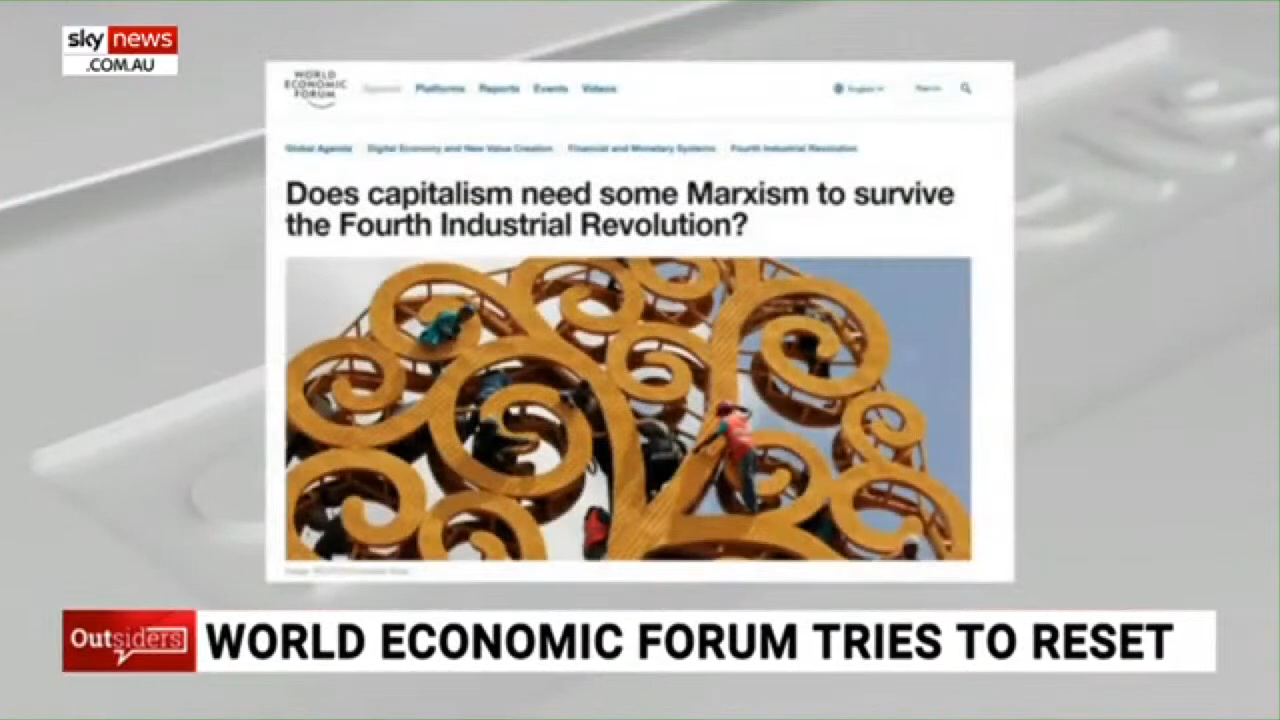 sky news
.COM.AU
WORLD
ECONOMIC
FORUM
Platforms Reports Events Videos
English
Global Agenda Digital Economy and New Value Creation Financial and Monetary Systems Fourth Industrial Revolution
Does capitalism need some Marxism to survive
the Fourth Industrial Revolution?
Outsiders WORLD ECONOMIC FORUM TRIES TO RESET